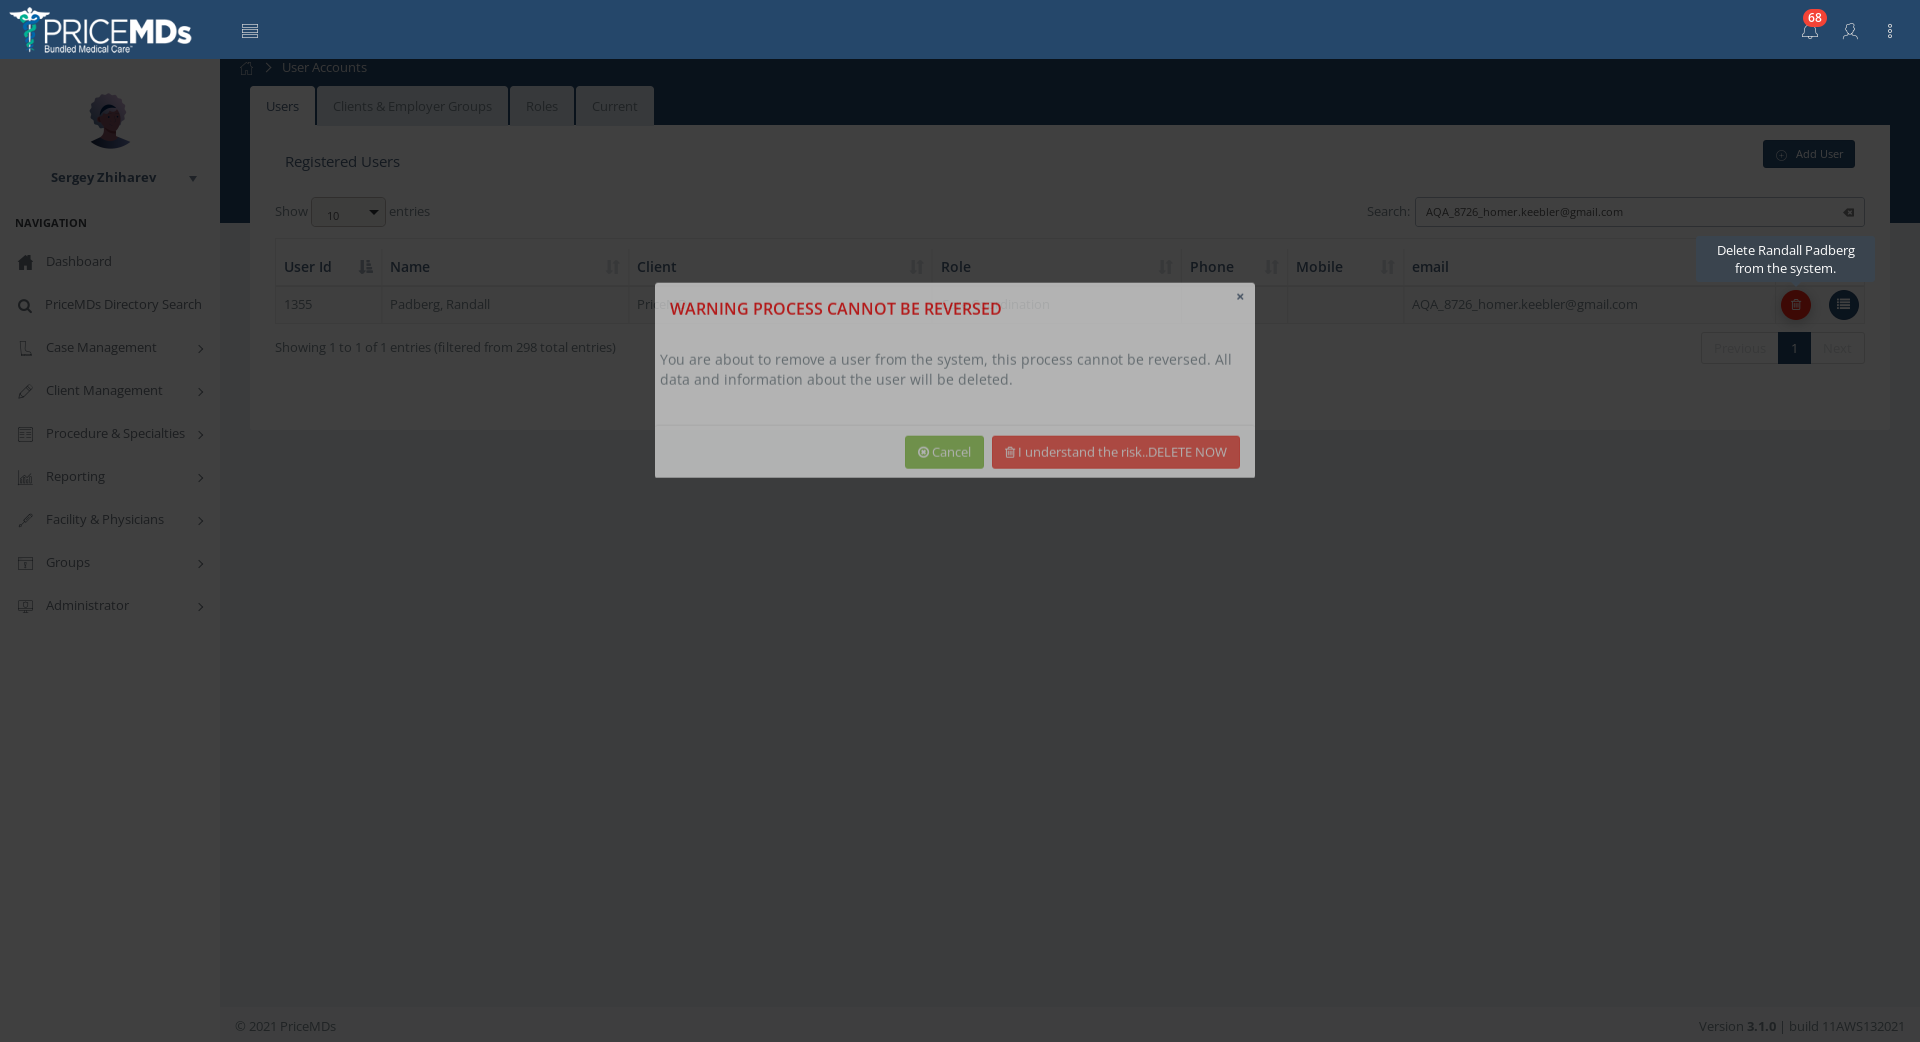 PRICEMDs
Bundled Medical Care
68
User Accounts
Users
Clients & Employer Groups
Roles
Current
Registered Users
Add User
Sergey Zhiharev
Show 10 entries
Search: AQA_8726_homer.keebler@gmail.com
NAVIGATION
Dashboard
PriceMDs Directory Search
Case Management
Client Management
Procedure & Specialties
Reporting
Facility & Physicians
Groups
Administrator
Delete Randall Padberg
from the system.
User Id Name Client Role Phone Mobile email
1355 Padberg, Randall AQA_8726_homer.keebler@gmail.com
Showing 1 to 1 of 1 entries (filtered from 298 total entries)
Previous 1 Next
×
WARNING PROCESS CANNOT BE REVERSED
You are about to remove a user from the system, this process cannot be reversed. All
data and information about the user will be deleted.
Cancel
I understand the risk..DELETE NOW
© 2021 PriceMDs
Version 3.1.0 | build 11AWS132021